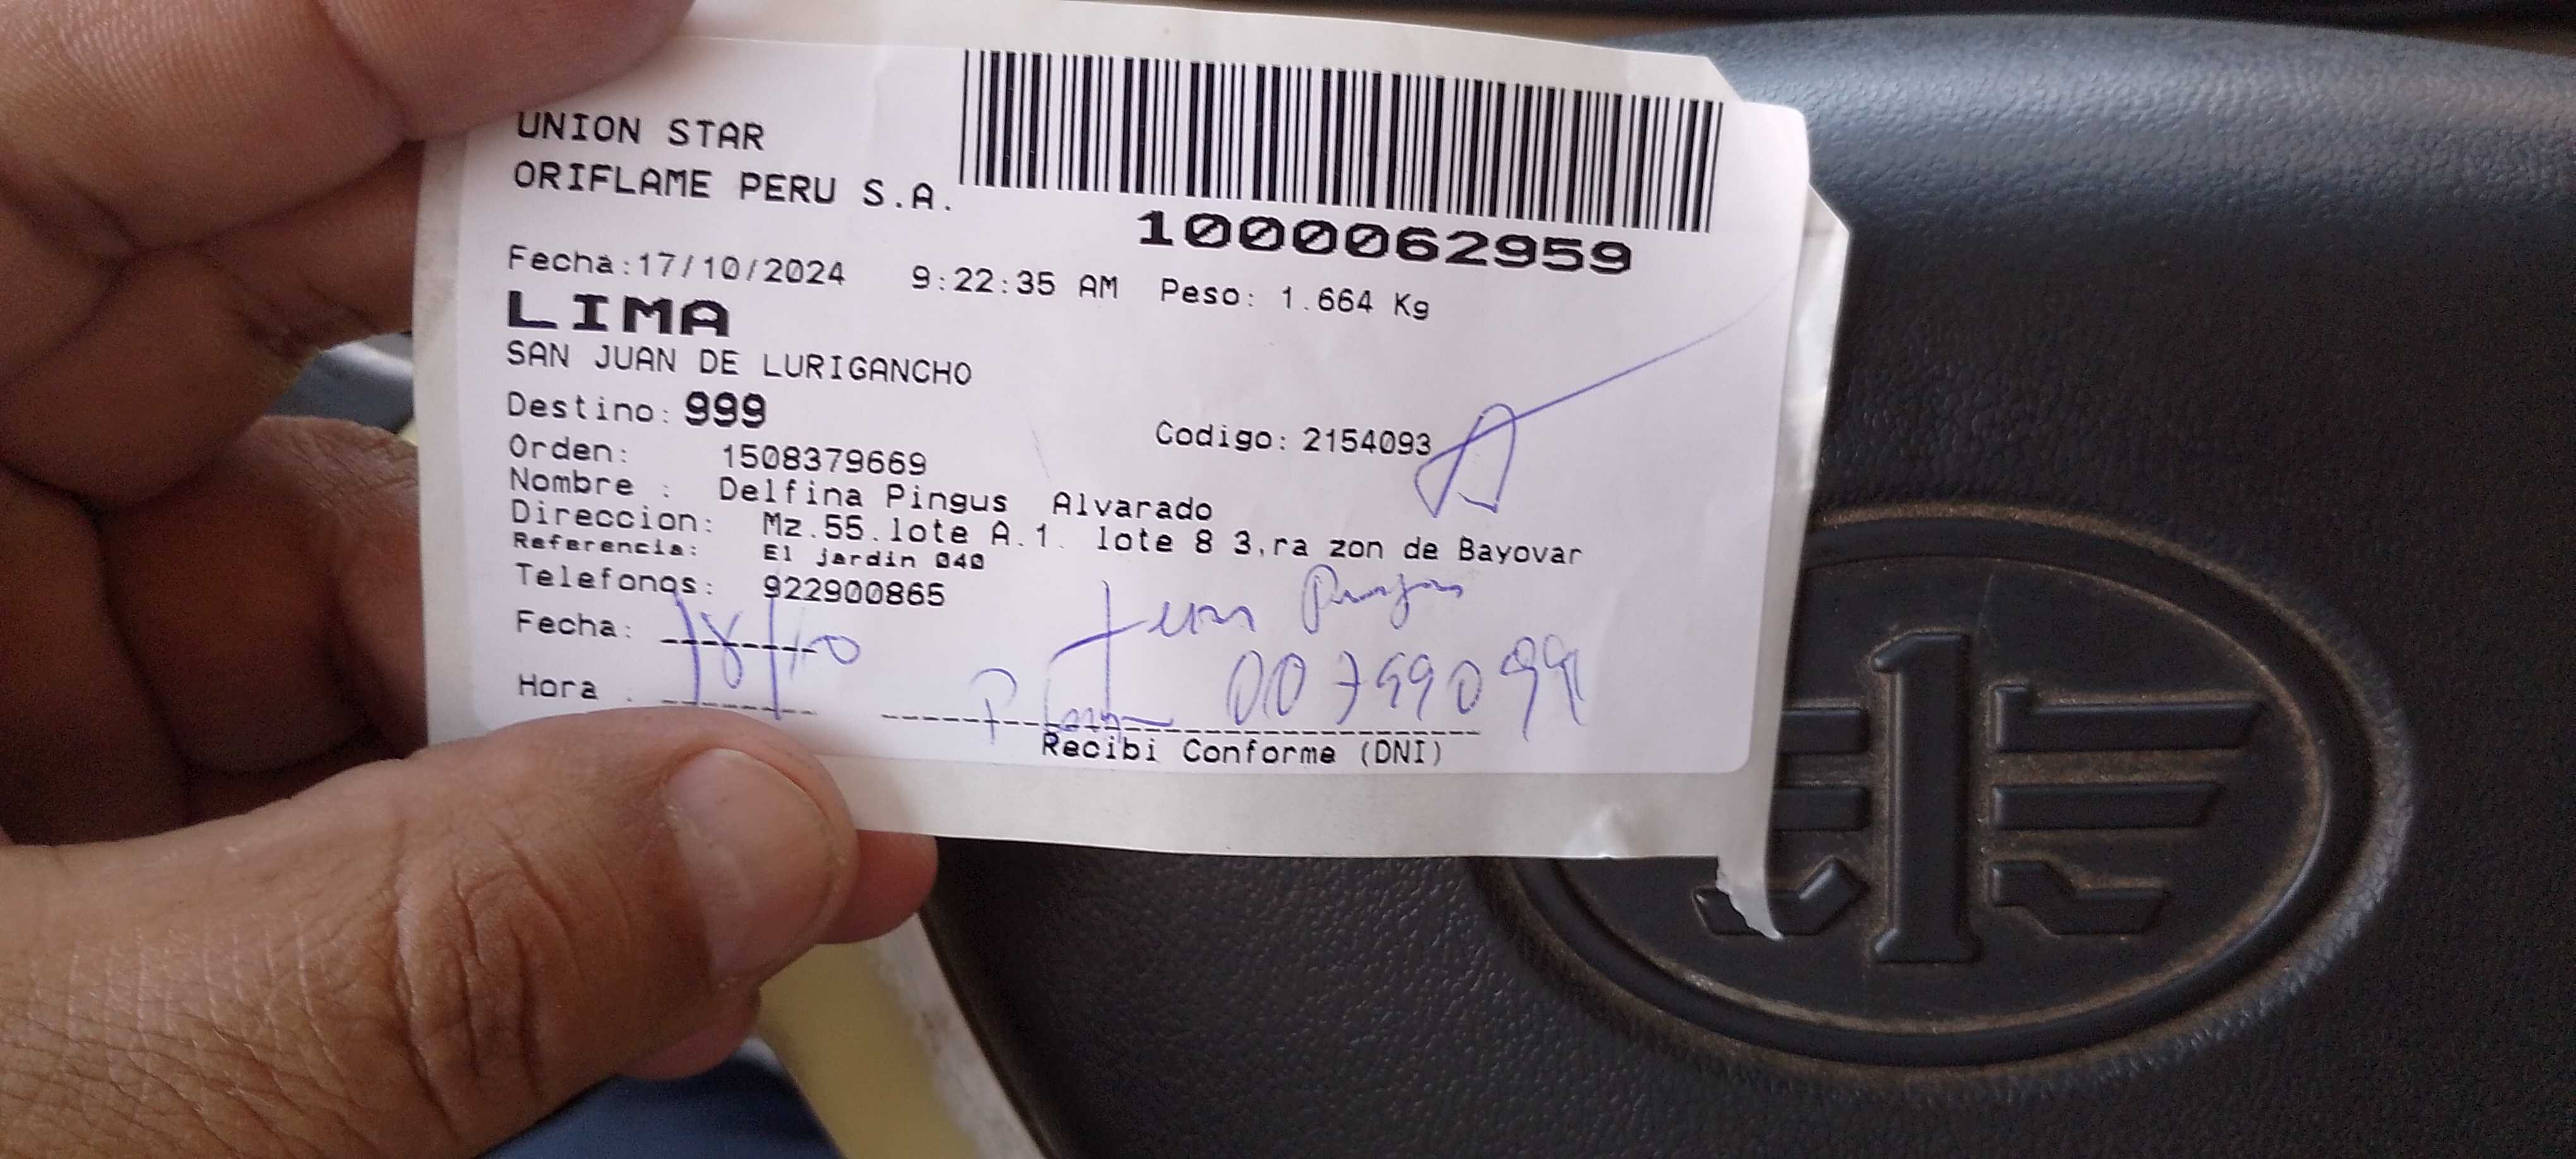 UNION STAR
ORIFLAME PERU S.A.
1000062959
Fecha:17/10/2024 9:22:35 AM Peso: 1.664 Kg
LIMA
SAN JUAN DE LURIGANCHO
Destino: 999
Codigo: 2154093
Orden: 1508379669
Nombre : Delfina Pingus Alvarado
Direccion: Mz.55.lote A.1. lote 8 3,ra zon de Bayovar
Referencia: El jardin 040
Telefonos: 922900865
Fecha: 18/10
Hora :
Recibi Conforme (DNI)